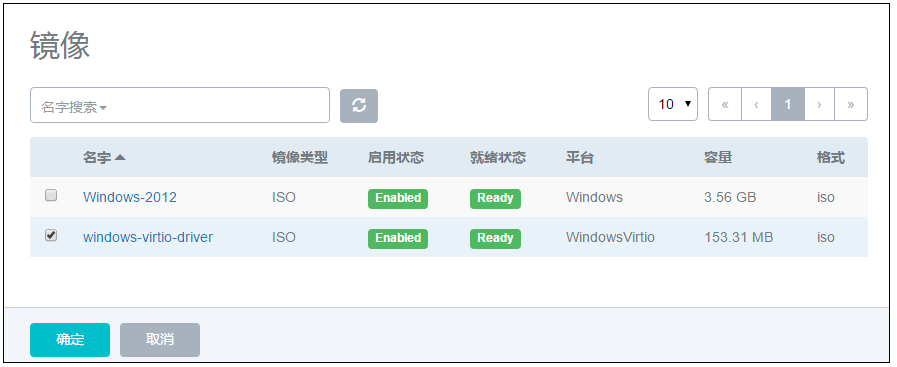 镜像
名字搜索
10 « ‹ 1 › »
名字 镜像类型 启用状态 就绪状态 平台 容量 格式
Windows-2012 ISO Enabled Ready Windows 3.56 GB iso
windows-virtio-driver ISO Enabled Ready WindowsVirtio 153.31 MB iso
确定 取消